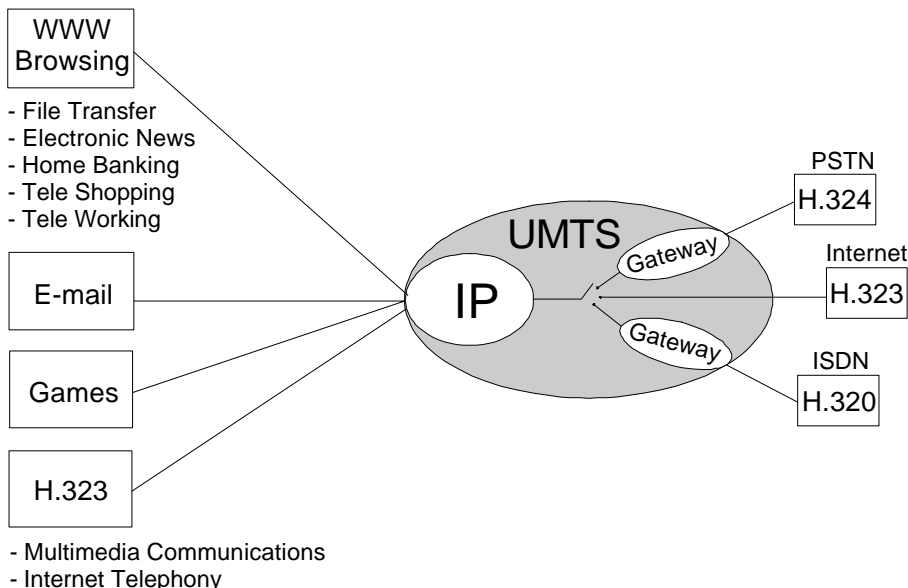 WWW
Browsing
- File Transfer
- Electronic News
- Home Banking
- Tele Shopping
- Tele Working
E-mail
Games
H.323
- Multimedia Communications
- Internet Telephony
UMTS
IP
Gateway
Gateway
PSTN
H.324
Internet
H.323
ISDN
H.320